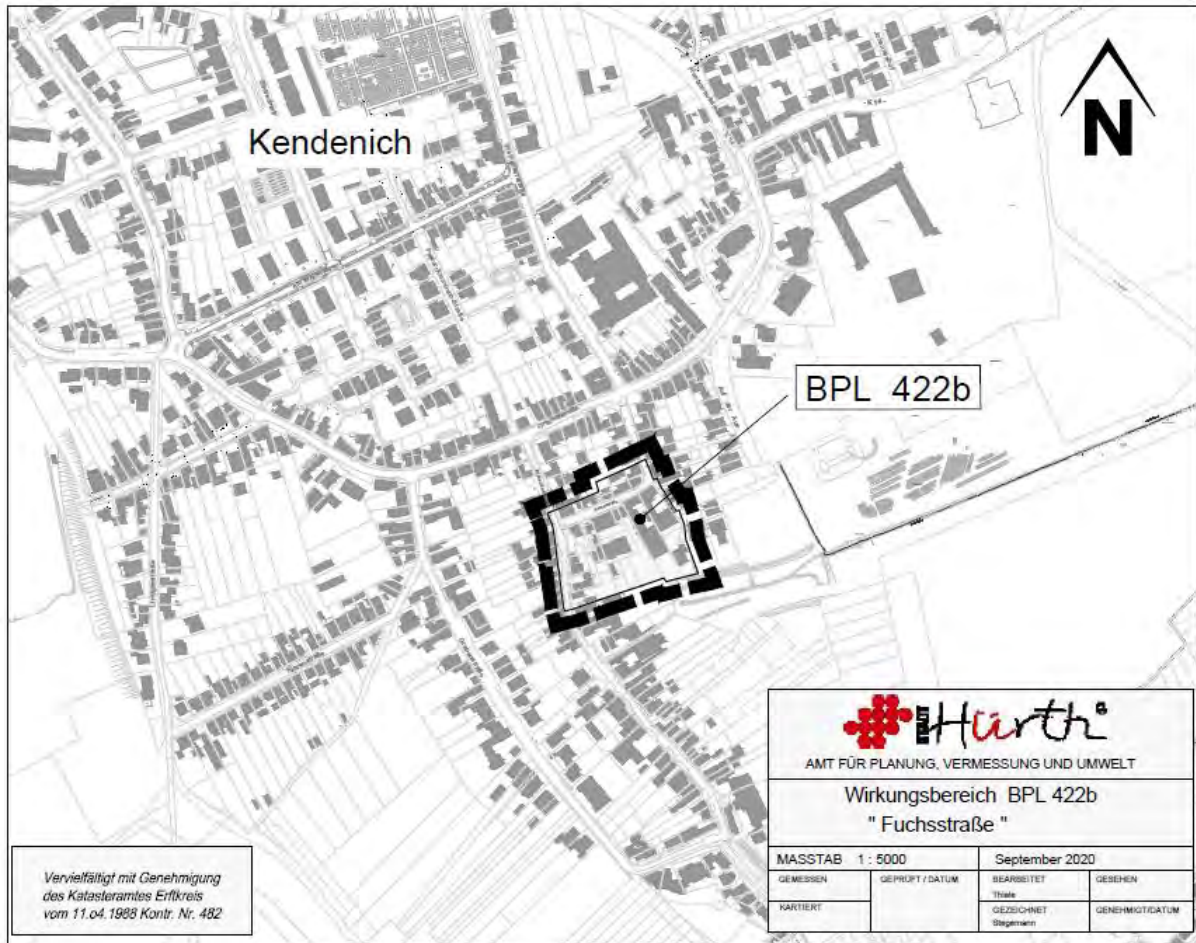 Kendenich
N
BPL 422b
STADT Hürth
AMT FÜR PLANUNG, VERMESSUNG UND UMWELT
Wirkungsbereich BPL 422b
" Fuchsstraße "
MASSTAB 1 : 5000
September 2020
GEMESSEN
GEPRÜFT / DATUM
BEARBEITET
Thiele
GESEHEN
KARTIERT
GEZEICHNET
Stegemann
GENEHMIGT/DATUM
Vervielfältigt mit Genehmigung
des Katasteramtes Erftkreis
vom 11.o4.1988 Kontr. Nr. 482